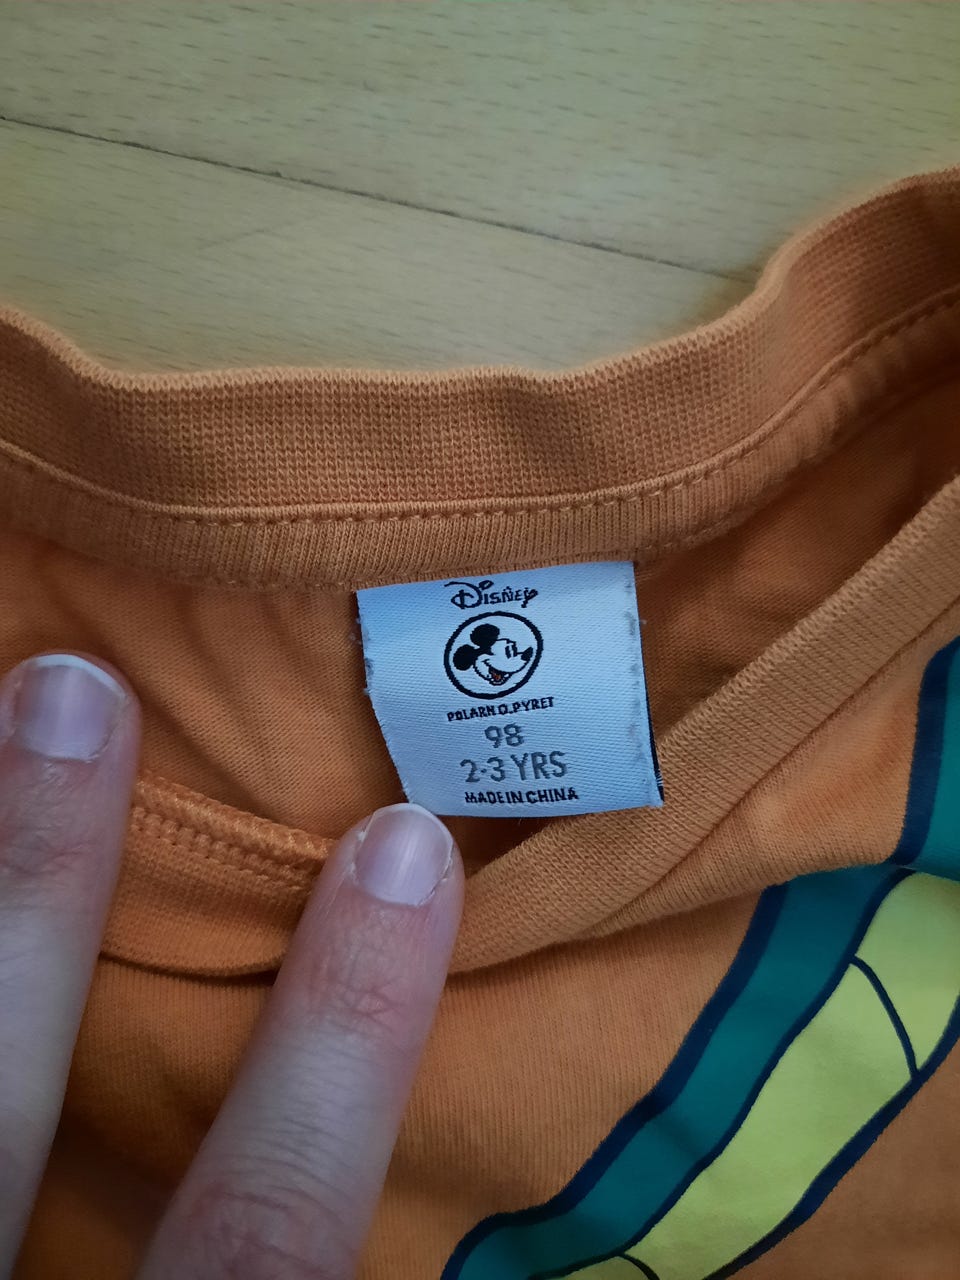 Disney
POLARN O. PYRET
98
2-3 YRS
MADE IN CHINA